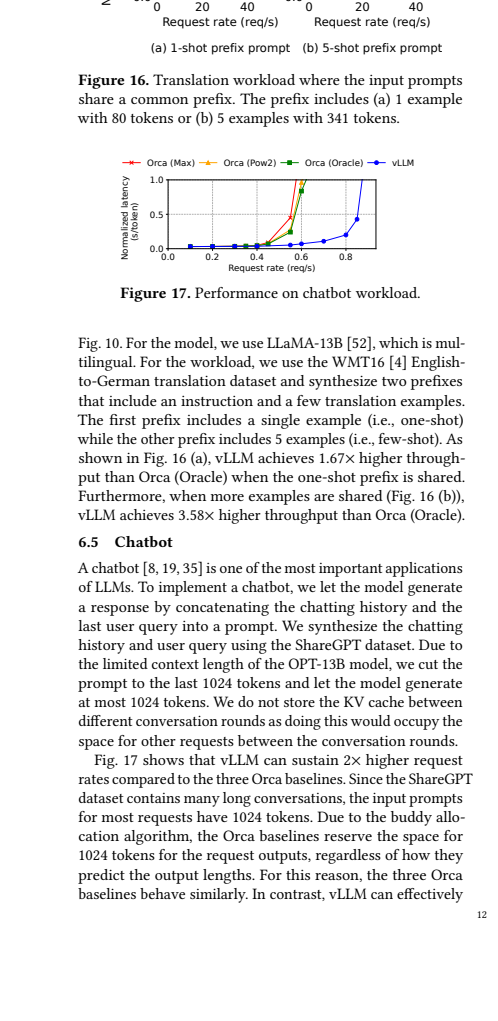 0 20 40 0 20 40
Request rate (req/s) Request rate (req/s)
(a) 1-shot prefix prompt (b) 5-shot prefix prompt
Figure 16. Translation workload where the input prompts
share a common prefix. The prefix includes (a) 1 example
with 80 tokens or (b) 5 examples with 341 tokens.
Orca (Max) Orca (Pow2) Orca (Oracle) vLLM
Normalized latency
(s/token)
1.0
0.5
0.0
0.0 0.2 0.4 0.6 0.8
Request rate (req/s)
Figure 17. Performance on chatbot workload.
Fig. 10. For the model, we use LLaMA-13B [52], which is mul-
tilingual. For the workload, we use the WMT16 [4] English-
to-German translation dataset and synthesize two prefixes
that include an instruction and a few translation examples.
The first prefix includes a single example (i.e., one-shot)
while the other prefix includes 5 examples (i.e., few-shot). As
shown in Fig. 16 (a), vLLM achieves 1.67× higher through-
put than Orca (Oracle) when the one-shot prefix is shared.
Furthermore, when more examples are shared (Fig. 16 (b)),
vLLM achieves 3.58× higher throughput than Orca (Oracle).
6.5 Chatbot
A chatbot [8, 19, 35] is one of the most important applications
of LLMs. To implement a chatbot, we let the model generate
a response by concatenating the chatting history and the
last user query into a prompt. We synthesize the chatting
history and user query using the ShareGPT dataset. Due to
the limited context length of the OPT-13B model, we cut the
prompt to the last 1024 tokens and let the model generate
at most 1024 tokens. We do not store the KV cache between
different conversation rounds as doing this would occupy the
space for other requests between the conversation rounds.
Fig. 17 shows that vLLM can sustain 2× higher request
rates compared to the three Orca baselines. Since the ShareGPT
dataset contains many long conversations, the input prompts
for most requests have 1024 tokens. Due to the buddy allo-
cation algorithm, the Orca baselines reserve the space for
1024 tokens for the request outputs, regardless of how they
predict the output lengths. For this reason, the three Orca
baselines behave similarly. In contrast, vLLM can effectively
12